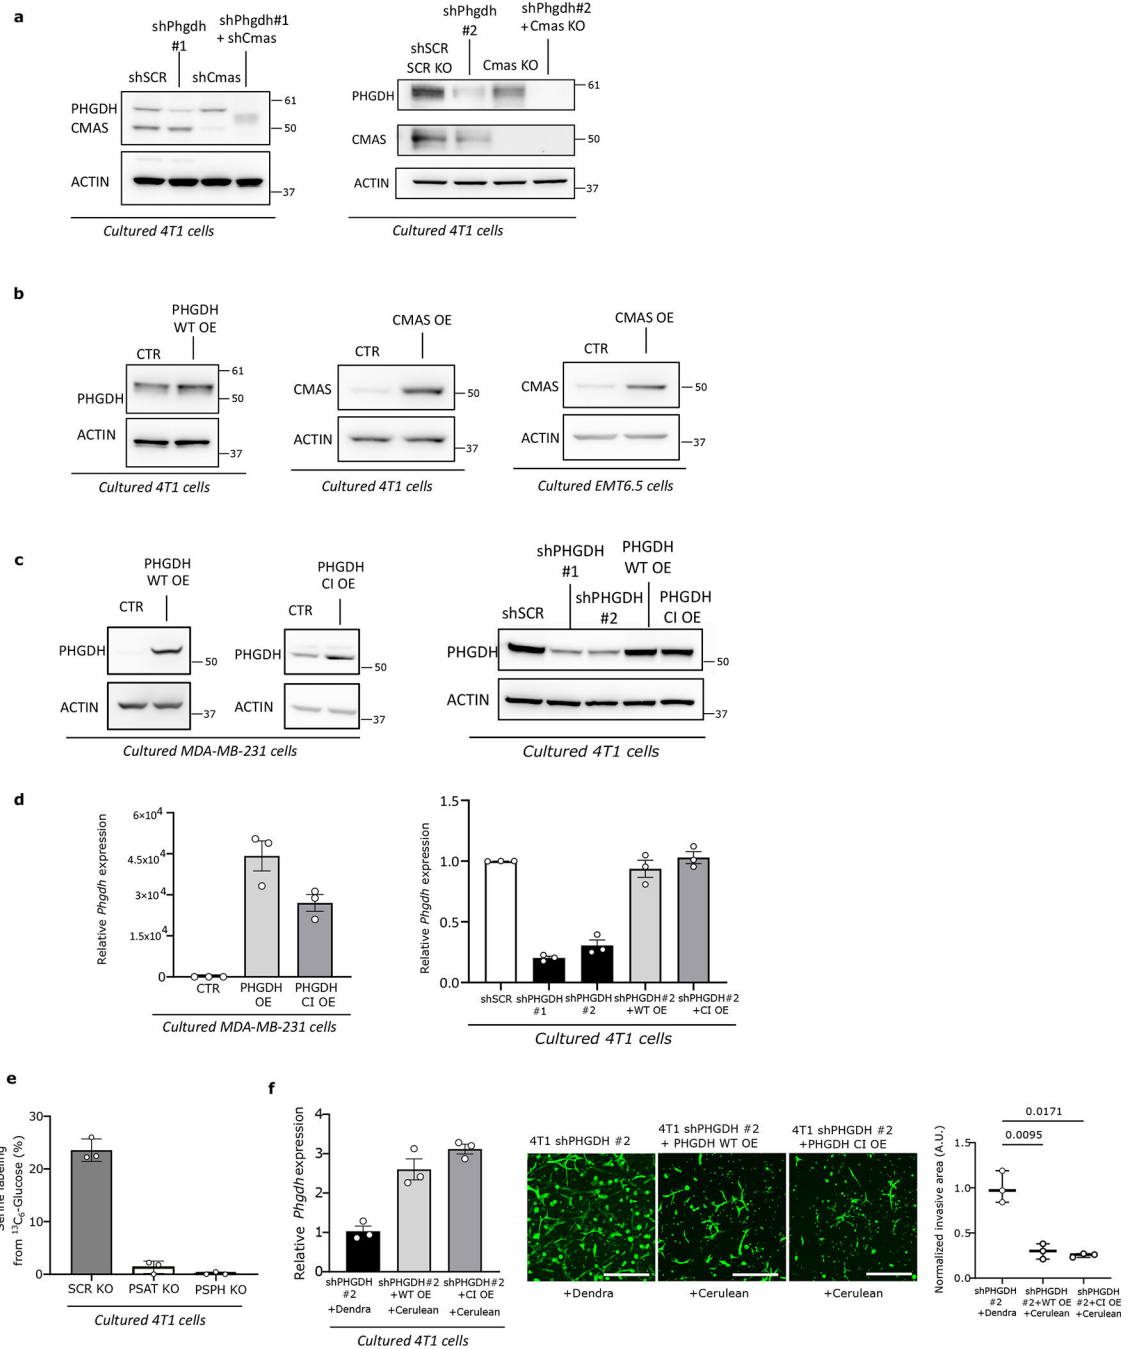 a
shPhgdh
#1
shPhgdh#1
+ shCmas
shSCR
shCmas
PHGDH
CMAS
ACTIN
61
50
37
Cultured 4T1 cells
shPhgdh
#2
shPhgdh#2
+Cmas KO
shSCR
SCR KO
Cmas KO
PHGDH
CMAS
ACTIN
61
50
37
Cultured 4T1 cells
b
PHGDH
WT OE
CTR
PHGDH
ACTIN
61
50
37
Cultured 4T1 cells
CMAS OE
CTR
CMAS
ACTIN
50
37
Cultured 4T1 cells
CMAS OE
CTR
CMAS
ACTIN
50
37
Cultured EMT6.5 cells
c
PHGDH
WT OE
CTR
PHGDH
ACTIN
50
37
PHGDH
CI OE
CTR
PHGDH
ACTIN
50
37
Cultured MDA-MB-231 cells
shPHGDH
#1
PHGDH
WT OE
shSCR
shPHGDH
#2
PHGDH
CI OE
PHGDH
ACTIN
50
37
Cultured 4T1 cells
d
Relative Phgdh expression
6×10⁴
4.5×10⁴
3×10⁴
1.5x10⁴
0
CTR
PHGDH
OE
PHGDH
CI OE
Cultured MDA-MB-231 cells
Relative Phgdh expression
1.5
1.0
0.5
0.0
shSCR
shPHGDH
#1
shPHGDH
#2
shPHGDH#2
+WT OE
shPHGDH#2
+CI OE
Cultured 4T1 cells
e
Serine labeling
from ¹³C₆-Glucose (%)
30
20
10
0
SCR KO
PSAT KO
PSPH KO
Cultured 4T1 cells
f
Relative Phgdh expression
4
3
2
1
0
shPHGDH
#2
+Dendra
shPHGDH#2
+WT OE
+Cerulean
shPHGDH#2
+CI OE
+Cerulean
Cultured 4T1 cells
4T1 shPHGDH #2
4T1 shPHGDH #2
+ PHGDH WT OE
4T1 shPHGDH #2
+PHGDH CI OE
+Dendra
+Cerulean
+Cerulean
Normalized invasive area (A.U.)
0.0171
0.0095
1.5
1.0
0.5
0.0
shPHGDH
#2
+Dendra
shPHGDH
#2+WT OE
+Cerulean
shPHGDH
#2+CI OE
+Cerulean